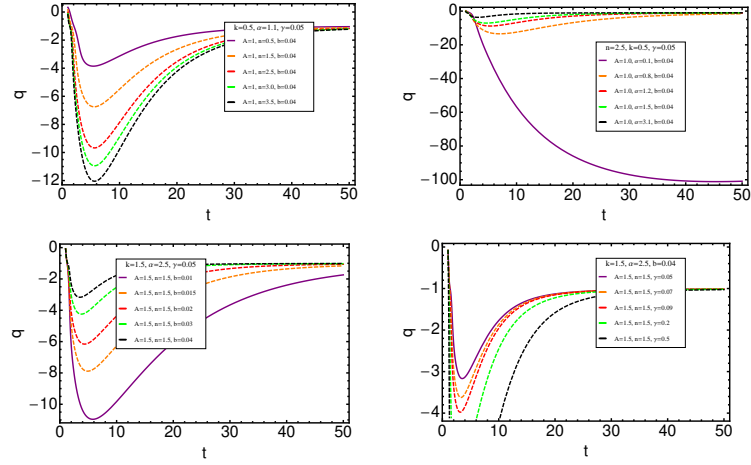 k=0.5, α=1.1, γ=0.05
A=1, n=0.5, b=0.04
A=1, n=1.5, b=0.04
A=1, n=2.5, b=0.04
A=1, n=3.0, b=0.04
A=1, n=3.5, b=0.04
0
−2
−4
−6
−8
−10
−12
q
0 10 20 30 40 50
t
n=2.5, k=0.5, γ=0.05
A=1.0, α=0.1, b=0.04
A=1.0, α=0.8, b=0.04
A=1.0, α=1.2, b=0.04
A=1.0, α=1.5, b=0.04
A=1.0, α=3.1, b=0.04
0
−20
−40
−60
−80
−100
q
0 10 20 30 40 50
t
k=1.5, α=2.5, γ=0.05
A=1.5, n=1.5, b=0.01
A=1.5, n=1.5, b=0.015
A=1.5, n=1.5, b=0.02
A=1.5, n=1.5, b=0.03
A=1.5, n=1.5, b=0.04
0
−2
−4
−6
−8
−10
q
0 10 20 30 40 50
t
k=1.5, α=2.5, b=0.04
A=1.5, n=1.5, γ=0.05
A=1.5, n=1.5, γ=0.07
A=1.5, n=1.5, γ=0.09
A=1.5, n=1.5, γ=0.2
A=1.5, n=1.5, γ=0.5
−1
−2
−3
−4
q
0 10 20 30 40 50
t